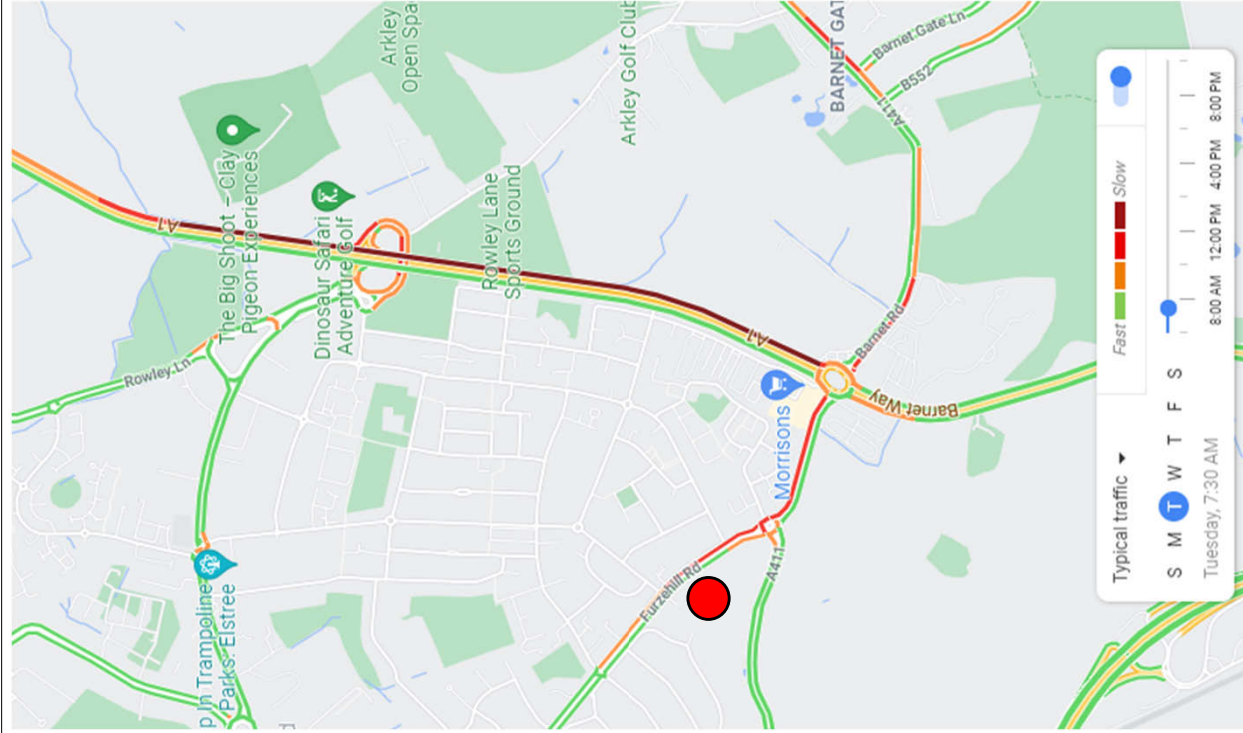 A1
Rowley Ln
p In Trampoline
Parks: Elstree
The Big Shoot – Clay
Pigeon Experiences
Dinosaur Safari
Adventure Golf
Arkley
Open Spa
Rowley Lane
Sports Ground
Arkley Golf Club
Furzehill Rd
A1
Morrisons
A411
BARNET GAT
Barnet Rd
A411
B552
Barnet Gate Ln
Barnet Way
Typical traffic
Fast
Slow
S M T W T F S
Tuesday, 7:30 AM
8:00 AM 12:00 PM 4:00 PM 8:00 PM